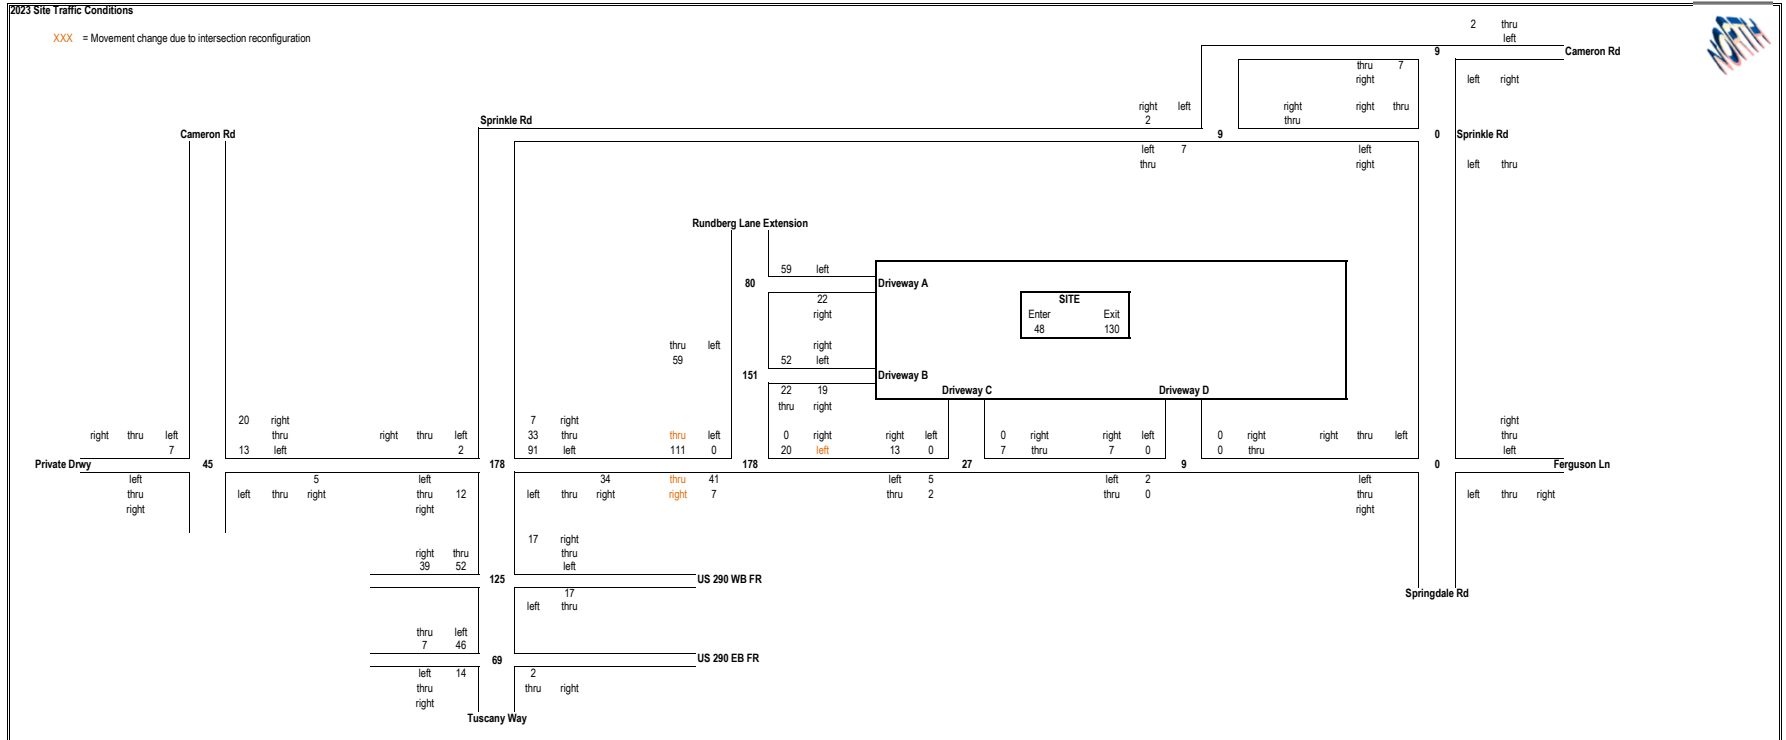 2023 Site Traffic Conditions
XXX = Movement change due to intersection reconfiguration
NORTH
2 thru
left
9 Cameron Rd
thru 7
right left right
right left right right thru
Sprinkle Rd 2 thru
Cameron Rd 9 0 Sprinkle Rd
left 7 left
thru right left thru
Rundberg Lane Extension
59 left
80 Driveway A
22 SITE
right Enter Exit
48 130
thru left right
59 52 left
151 Driveway B
22 19 Driveway C Driveway D
thru right
20 right 7 right right
right thru left thru right thru left 33 thru thru left 0 right right left 0 right right left 0 right right thru left thru
7 13 left 2 91 left 111 0 20 left 13 0 7 thru 7 0 0 thru left
Private Drwy 45 178 178 27 9 0 Ferguson Ln
left 5 left 34 thru 41 left 5 left 2 left
thru left thru right thru 12 left thru right right 7 thru 2 thru 0 thru left thru right
right right right
17 right
right thru thru
39 52 left
125 US 290 WB FR
17 Springdale Rd
left thru
thru left
7 46
69 US 290 EB FR
left 14 2
thru thru right
right
Tuscany Way